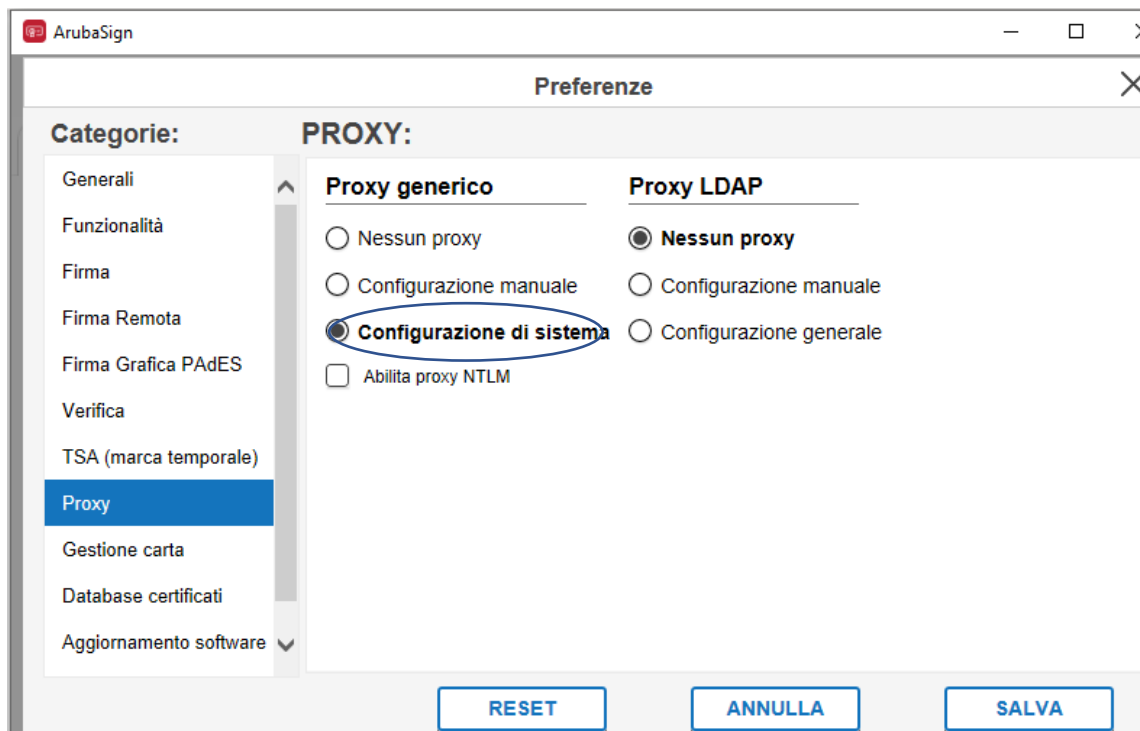 ArubaSign
Preferenze
Categorie:
Generali
Funzionalità
Firma
Firma Remota
Firma Grafica PAdES
Verifica
TSA (marca temporale)
Proxy
Gestione carta
Database certificati
Aggiornamento software
PROXY:
Proxy generico
Nessun proxy
Configurazione manuale
Configurazione di sistema
Abilita proxy NTLM
Proxy LDAP
Nessun proxy
Configurazione manuale
Configurazione generale
RESET
ANNULLA
SALVA